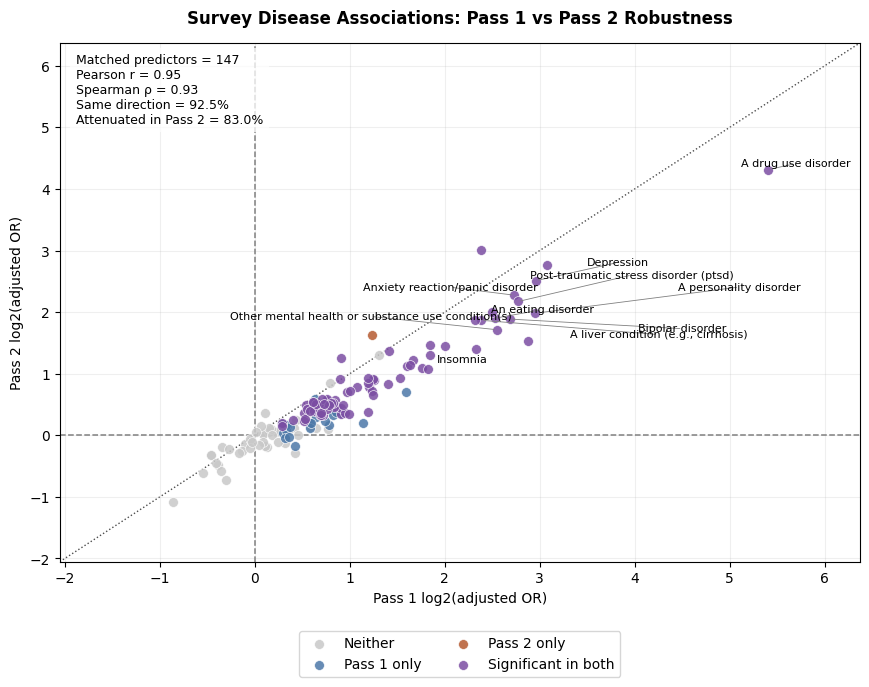 Survey Disease Associations: Pass 1 vs Pass 2 Robustness
Matched predictors = 147
Pearson r = 0.95
Spearman ρ = 0.93
Same direction = 92.5%
Attenuated in Pass 2 = 83.0%
A drug use disorder
Depression
Post-traumatic stress disorder (ptsd)
Anxiety reaction/panic disorder
A personality disorder
An eating disorder
Other mental health or substance use condition(s)
Bipolar disorder
A liver condition (e.g., cirrhosis)
Insomnia
Pass 2 log2(adjusted OR)
6
5
4
3
2
1
0
−1
−2
−2
−1
0
1
2
3
4
5
6
Pass 1 log2(adjusted OR)
Neither
Pass 1 only
Pass 2 only
Significant in both